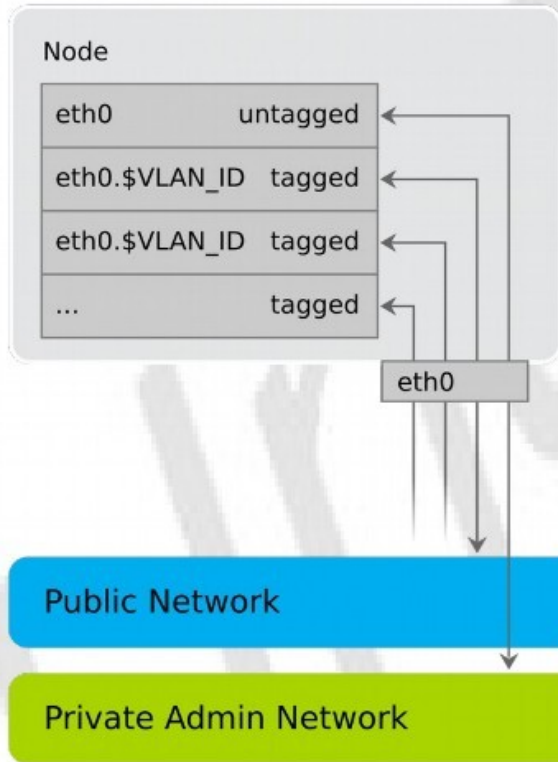 Node
eth0 untagged
eth0.$VLAN_ID tagged
eth0.$VLAN_ID tagged
... tagged
eth0
Public Network
Private Admin Network